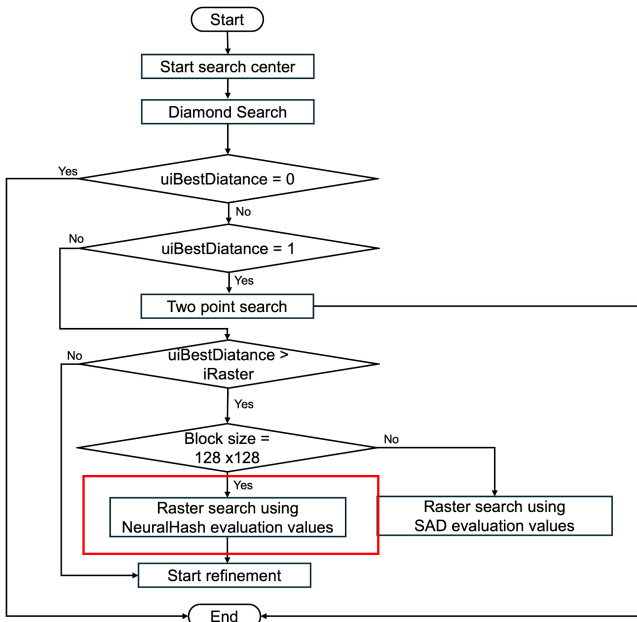 Start
Start search center
Diamond Search
Yes
uiBestDiatance = 0
No
No
uiBestDiatance = 1
Yes
Two point search
No
uiBestDiatance >
iRaster
Yes
Block size =
128 x128
No
Yes
Raster search using
NeuralHash evaluation values
Raster search using
SAD evaluation values
Start refinement
End